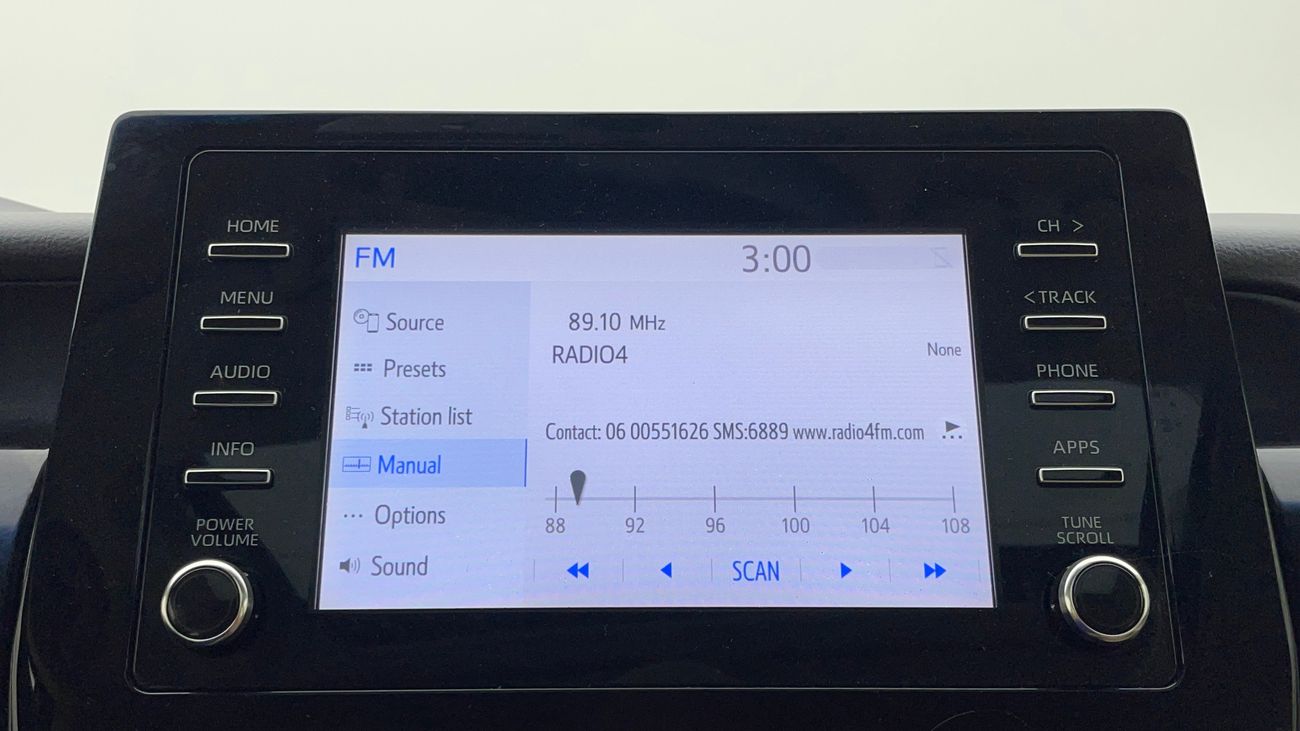 HOME
MENU
AUDIO
INFO
POWER
VOLUME
FM
3:00
Source
Presets
Station list
Manual
Options
Sound
89.10 MHz
RADIO4
None
Contact: 06 00551626 SMS:6889 www.radio4fm.com
88 92 96 100 104 108
SCAN
CH >
<TRACK
PHONE
APPS
TUNE
SCROLL